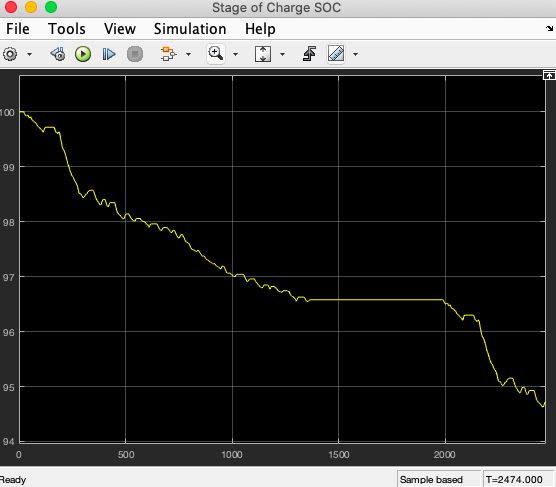 Stage of Charge SOC
File Tools View Simulation Help
100
99
98
97
96
95
94
0 500 1000 1500 2000
Ready Sample based T=2474.000